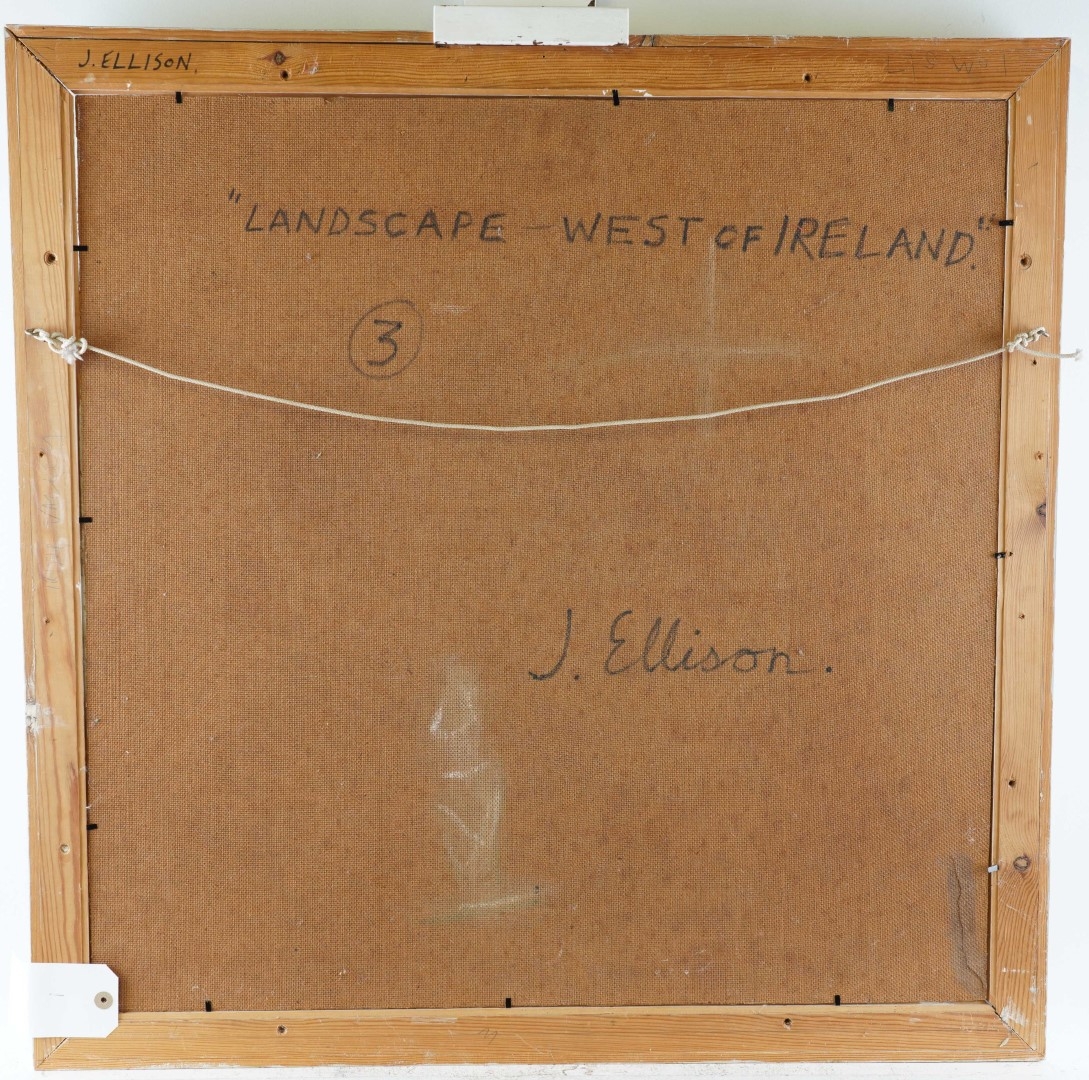 J. ELLISON.
"LANDSCAPE - WEST OF IRELAND."
3
J. Ellison.